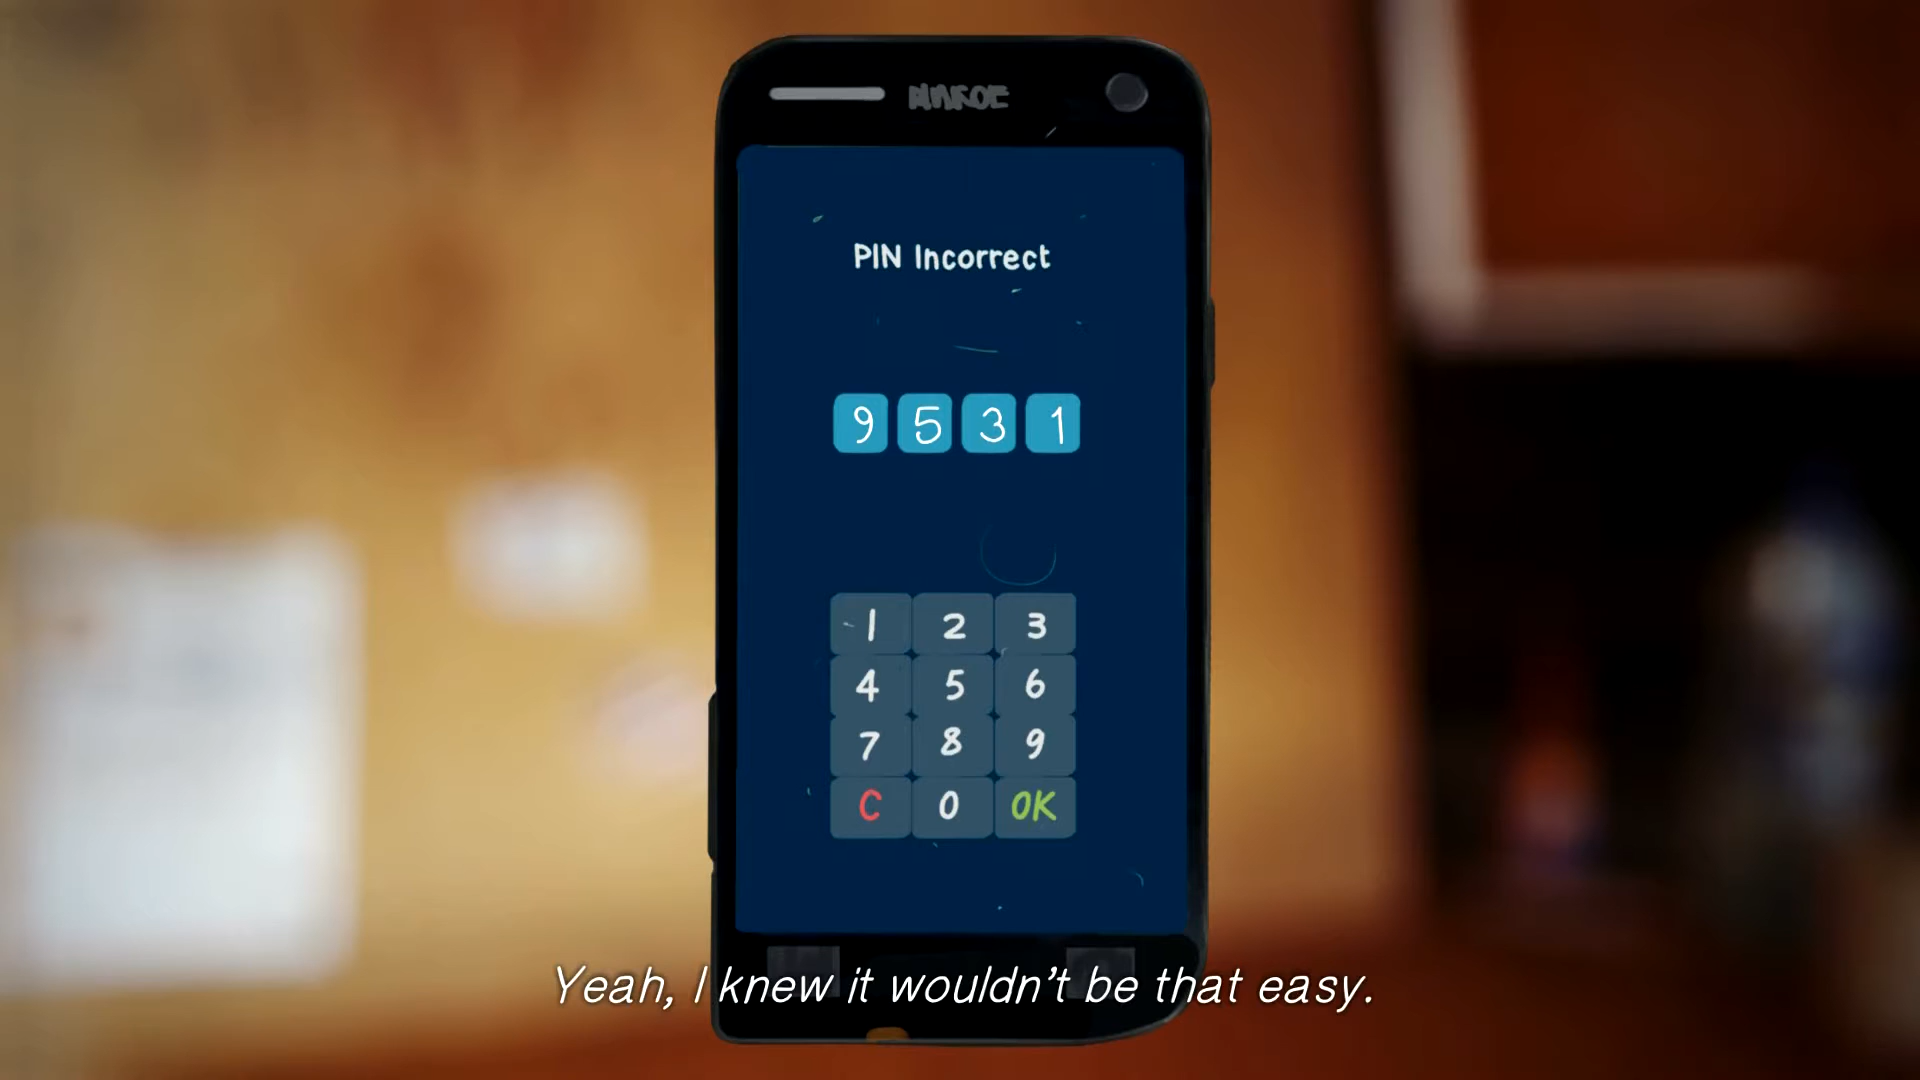 PIN Incorrect
9 5 3 1
1 2 3
4 5 6
7 8 9
C 0 OK
Yeah, I knew it wouldn't be that easy.